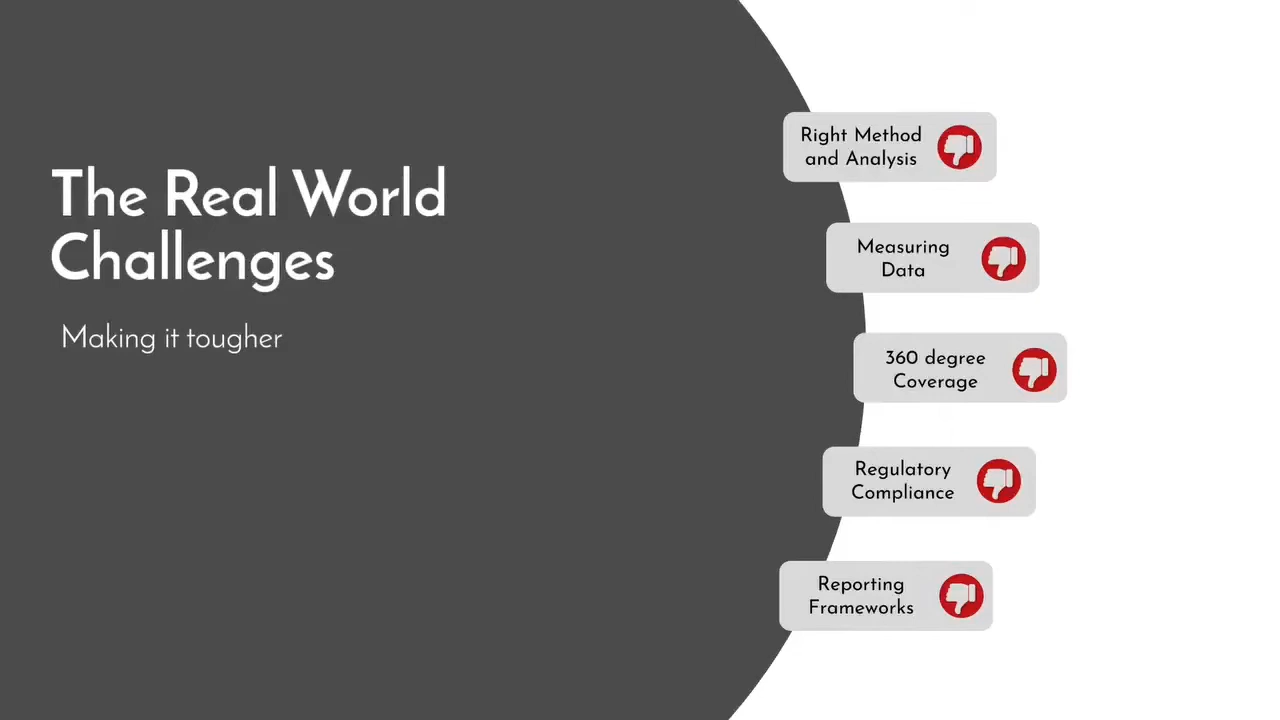 The Real World
Challenges
Making it tougher
Right Method
and Analysis
Measuring
Data
360 degree
Coverage
Regulatory
Compliance
Reporting
Frameworks